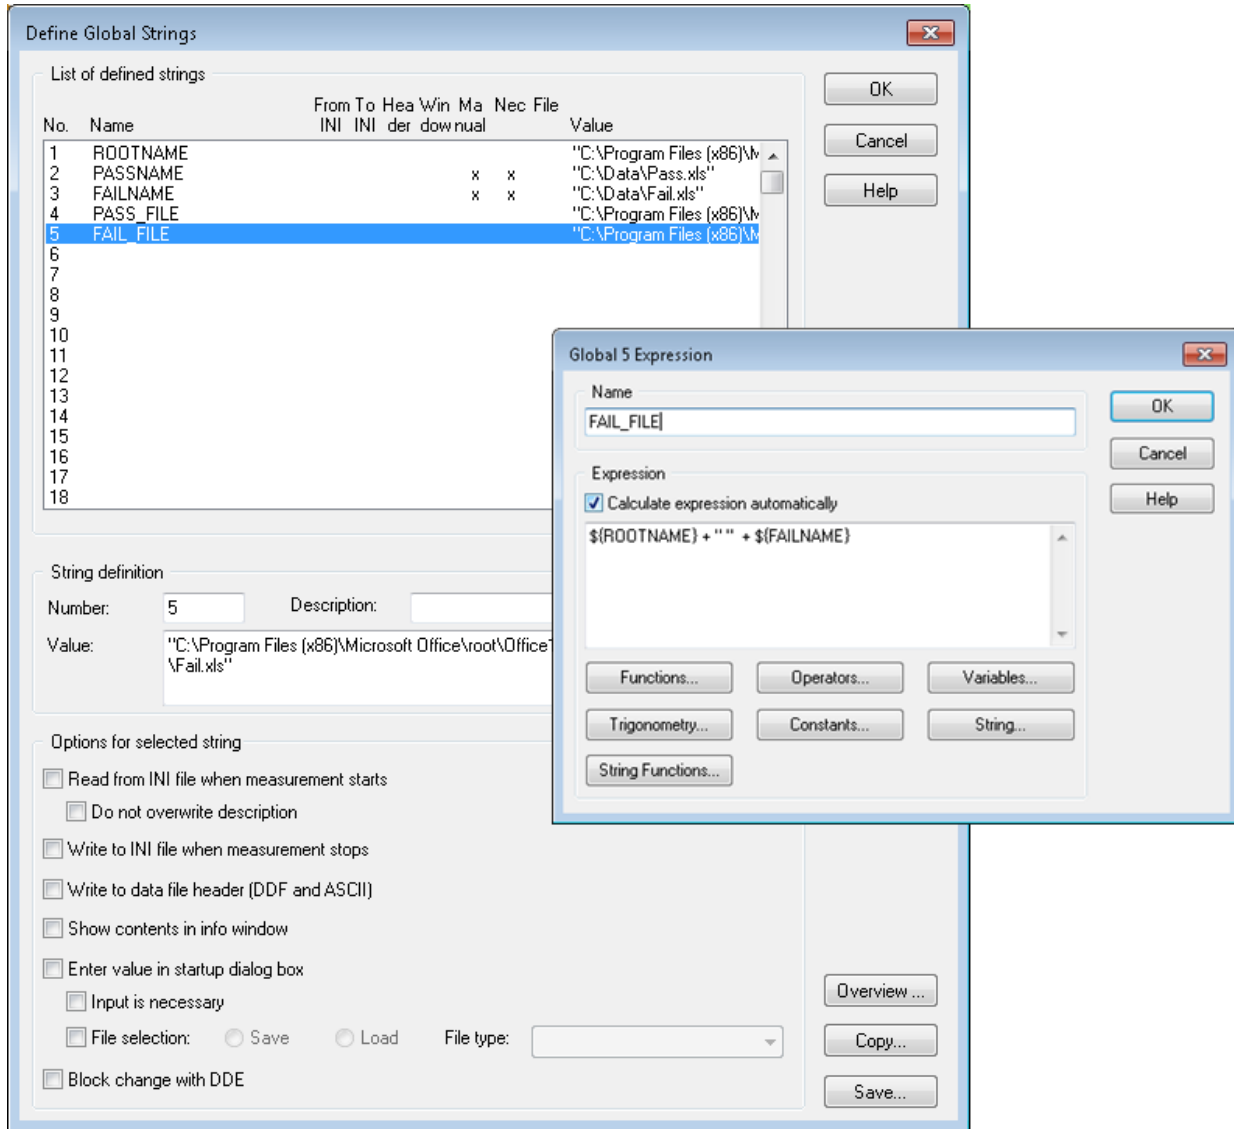 Define Global Strings
List of defined strings
OK
From To Hea Win Ma Nec File
No. Name INI INI der dow nual Value
Cancel
1 ROOTNAME "C:\Program Files (x86)\M
2 PASSNAME x x "C:\Data\Pass.xls"
Help
3 FAILNAME x x "C:\Data\Fail.xls"
4 PASS_FILE "C:\Program Files (x86)\M
5 FAIL_FILE "C:\Program Files (x86)\M
6
7
8
9
10
11
12
13
14
15
16
17
18
Global 5 Expression
Name
FAIL_FILE
OK
Cancel
Help
Expression
Calculate expression automatically
${ROOTNAME} + " " + ${FAILNAME}
Functions... Operators... Variables...
Trigonometry... Constants... String...
String Functions...
String definition
Number: 5 Description:
Value: "C:\Program Files (x86)\Microsoft Office\root\Office
\Fail.xls"
Options for selected string
Read from INI file when measurement starts
Do not overwrite description
Write to INI file when measurement stops
Write to data file header (DDF and ASCII)
Show contents in info window
Enter value in startup dialog box
Input is necessary
File selection: Save Load File type:
Block change with DDE
Overview ...
Copy...
Save...